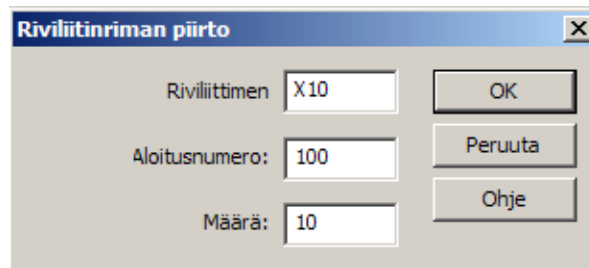 Riviliitinriman piirto
Riviliittimen X10 OK
Aloitusnumero: 100 Peruuta
Määrä: 10 Ohje